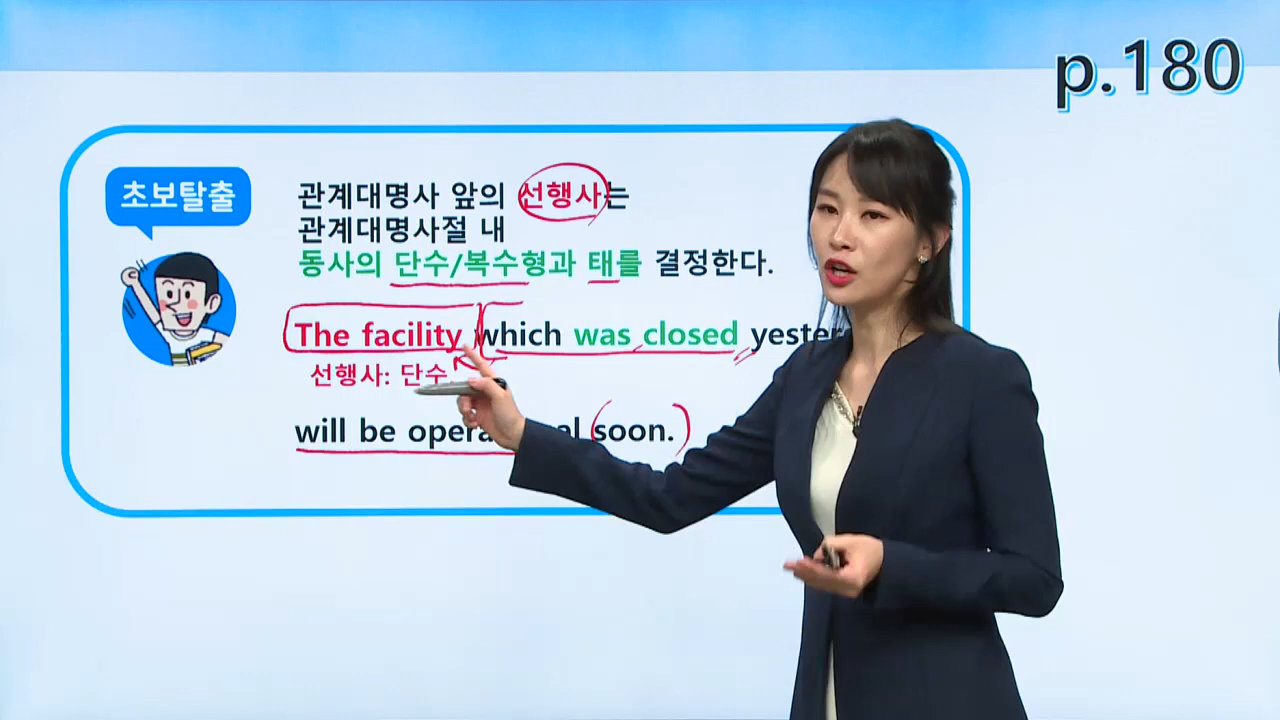 p.180
초보탈출
관계대명사 앞의 선행사는
관계대명사절 내
동사의 단수/복수형과 태를 결정한다.
The facility which was closed
선행사: 단수
will be soon.